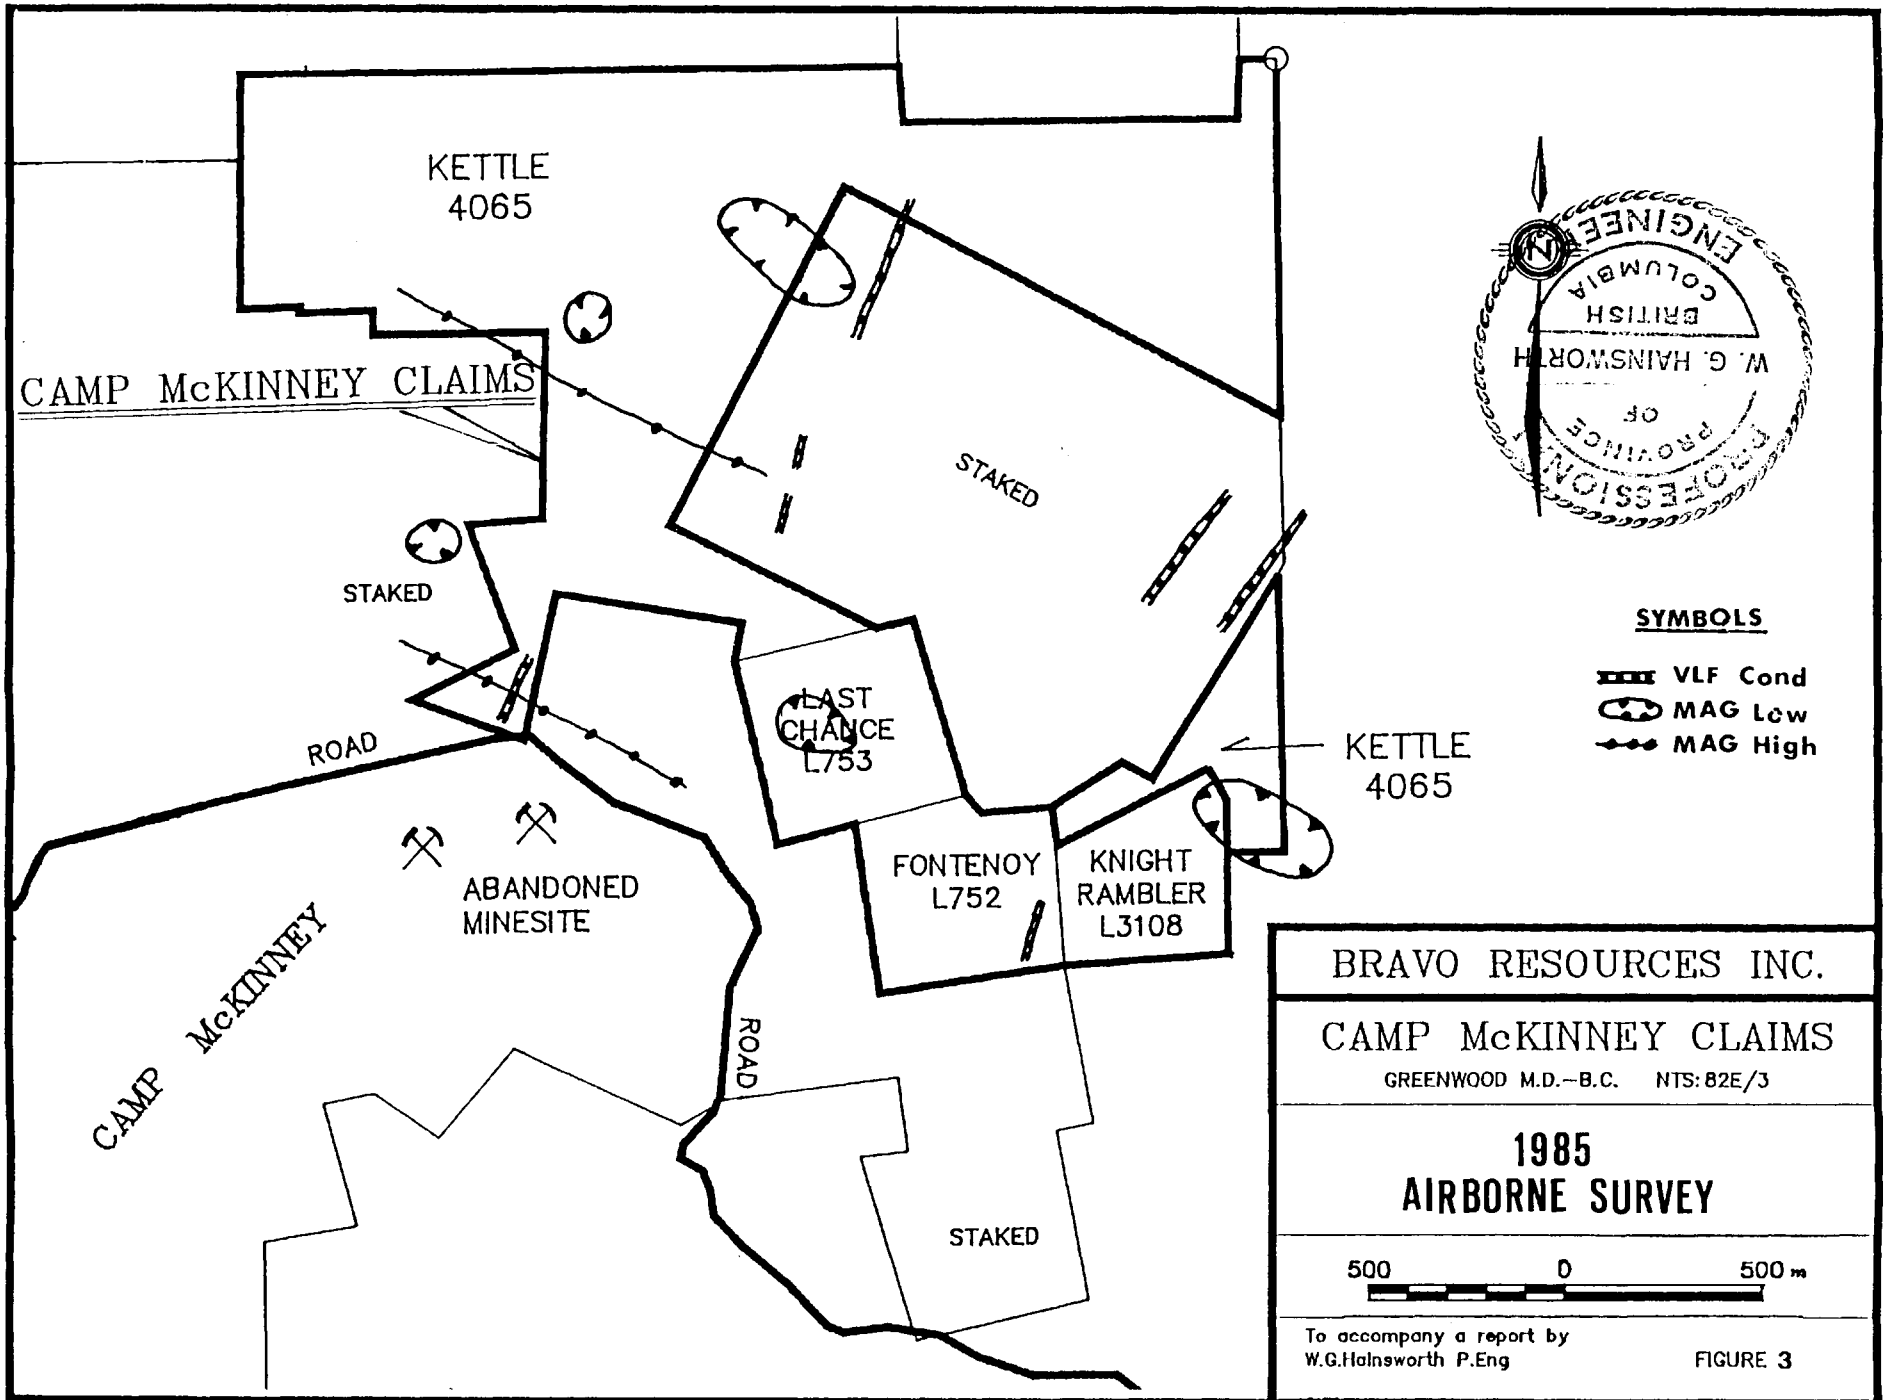 KETTLE
4065
CAMP McKINNEY CLAIMS
STAKED
STAKED
LAST
CHANCE
L753
ROAD
KETTLE
4065
ABANDONED
MINESITE
FONTENOY
L752
KNIGHT
RAMBLER
L3108
CAMP McKINNEY
ROAD
STAKED
N
PROFESSION
PROVINCE
OF
W. G. HAINSWORTH
BRITISH
COLUMBIA
ENGINEER
SYMBOLS
VLF Cond
MAG Low
MAG High
BRAVO RESOURCES INC.
CAMP McKINNEY CLAIMS
GREENWOOD M.D.-B.C. NTS:82E/3
1985
AIRBORNE SURVEY
500 0 500 m
To accompany a report by
W.G.Hainsworth P.Eng
FIGURE 3